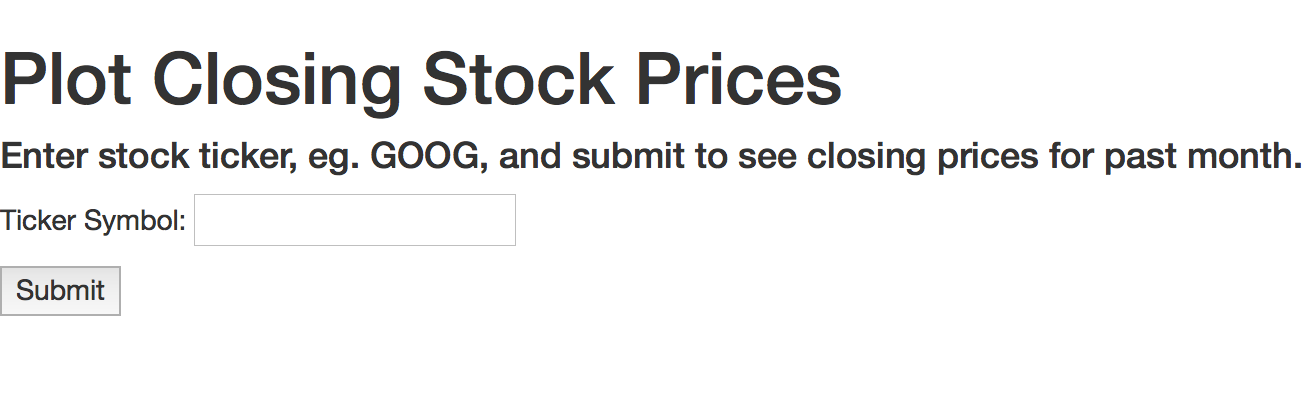 Plot Closing Stock Prices
Enter stock ticker, eg. GOOG, and submit to see closing prices for past month.
Ticker Symbol:
Submit